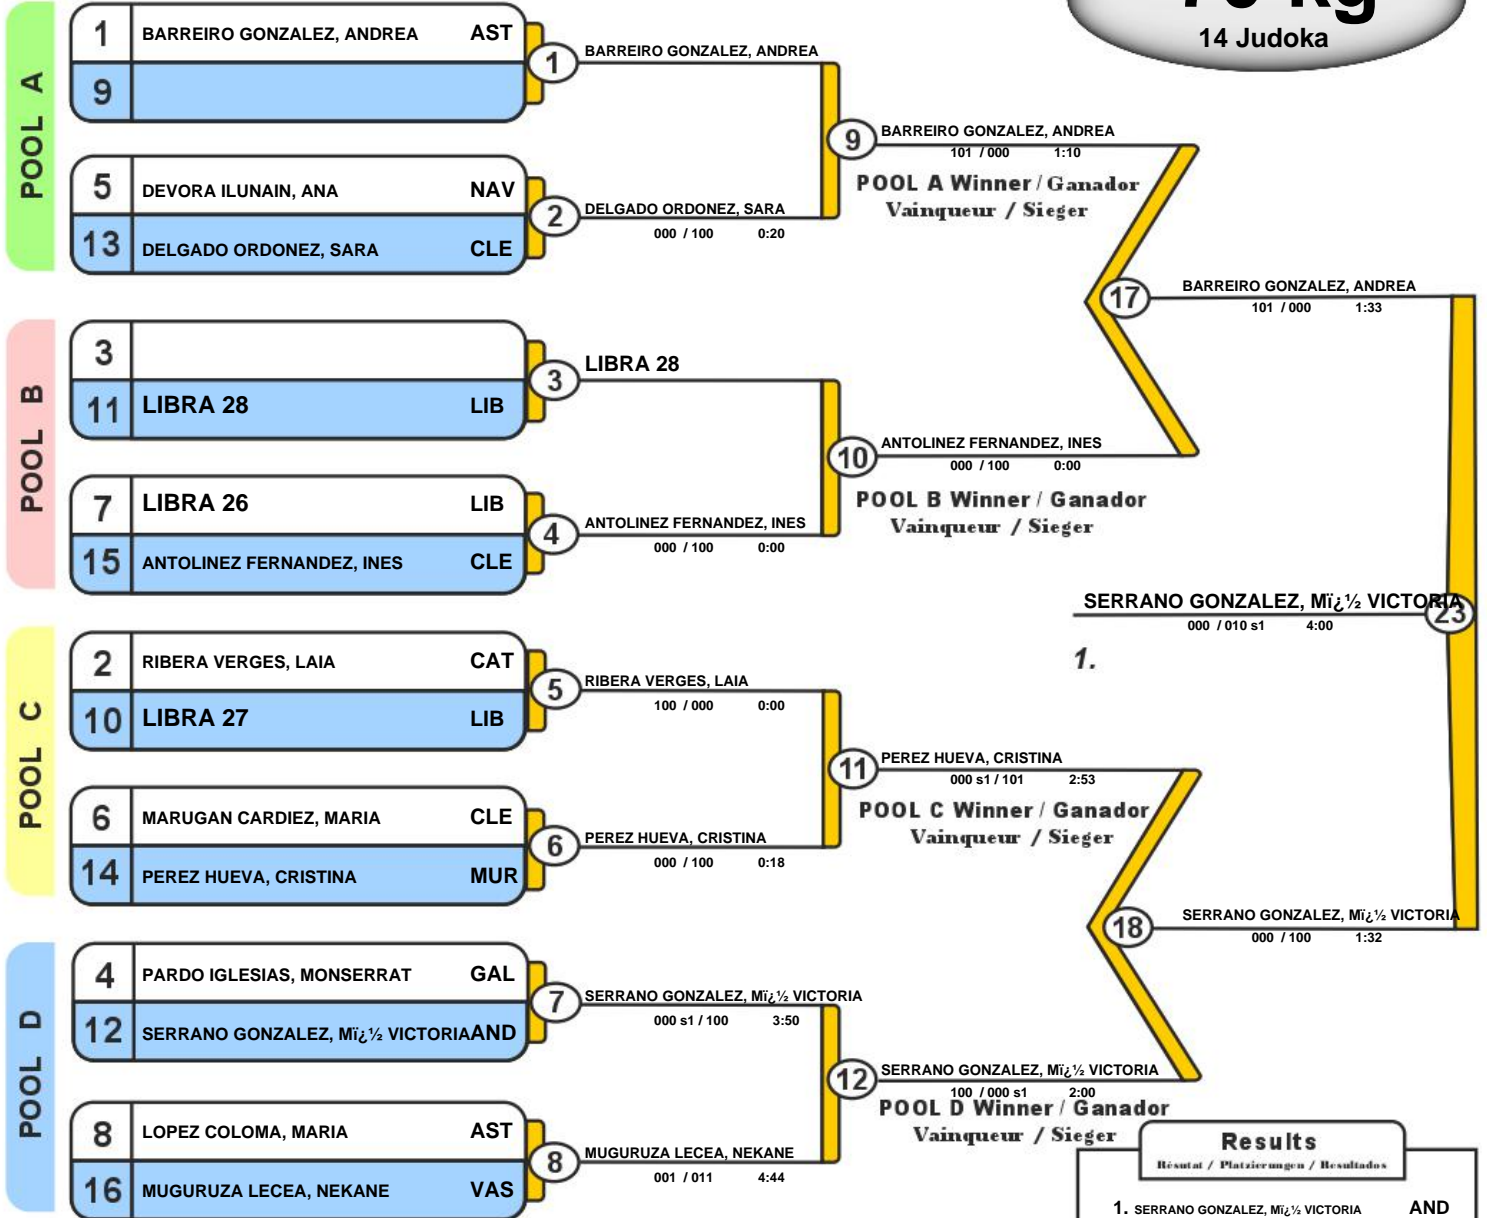 kg
14 Judoka
POOL A
1 BARREIRO GONZALEZ, ANDREA AST
9
1
BARREIRO GONZALEZ, ANDREA
5 DEVORA ILUNAIN, ANA NAV
13 DELGADO ORDONEZ, SARA CLE
2
DELGADO ORDONEZ, SARA
000 / 100 0:20
9
BARREIRO GONZALEZ, ANDREA
101 / 000 1:10
POOL A Winner / Ganador
Vainqueur / Sieger
POOL B
3
11 LIBRA 28 LIB
3
LIBRA 28
7 LIBRA 26 LIB
15 ANTOLINEZ FERNANDEZ, INES CLE
4
ANTOLINEZ FERNANDEZ, INES
000 / 100 0:00
10
ANTOLINEZ FERNANDEZ, INES
000 / 100 0:00
POOL B Winner / Ganador
Vainqueur / Sieger
17
BARREIRO GONZALEZ, ANDREA
101 / 000 1:33
POOL C
2 RIBERA VERGES, LAIA CAT
10 LIBRA 27 LIB
5
RIBERA VERGES, LAIA
100 / 000 0:00
6 MARUGAN CARDIEZ, MARIA CLE
14 PEREZ HUEVA, CRISTINA MUR
6
PEREZ HUEVA, CRISTINA
000 / 100 0:18
11
PEREZ HUEVA, CRISTINA
000 s1 / 101 2:53
POOL C Winner / Ganador
Vainqueur / Sieger
POOL D
4 PARDO IGLESIAS, MONSERRAT GAL
12 SERRANO GONZALEZ, Mï¿½ VICTORIA AND
7
SERRANO GONZALEZ, Mï¿½ VICTORIA
000 s1 / 100 3:50
8 LOPEZ COLOMA, MARIA AST
16 MUGURUZA LECEA, NEKANE VAS
8
MUGURUZA LECEA, NEKANE
001 / 011 4:44
12
SERRANO GONZALEZ, Mï¿½ VICTORIA
100 / 000 s1 2:00
POOL D Winner / Ganador
Vainqueur / Sieger
18
SERRANO GONZALEZ, Mï¿½ VICTORIA
000 / 100 1:32
SERRANO GONZALEZ, Mï¿½ VICTORIA
23
000 / 010 s1 4:00
1.
Results
Résutat / Platzierungen / Resultados
1. SERRANO GONZALEZ, Mï¿½ VICTORIA AND